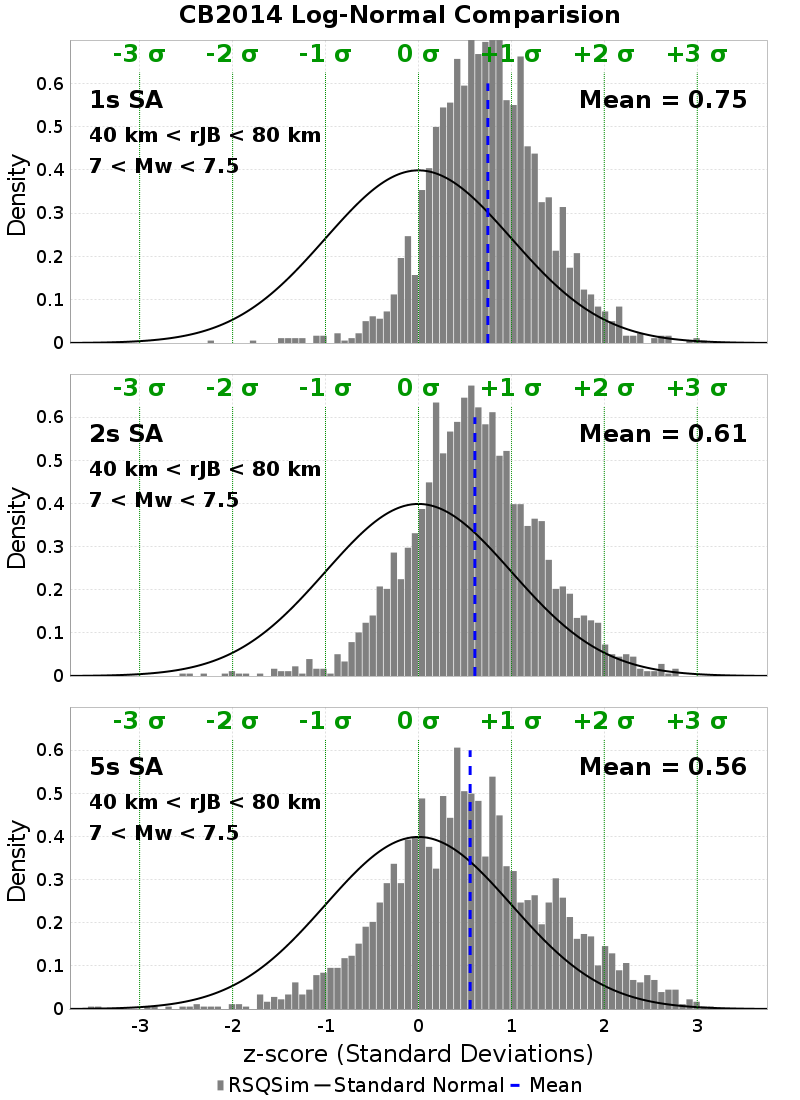 CB2014 Log-Normal Comparision
-3 σ -2 σ -1 σ 0 σ +1 σ +2 σ +3 σ
1s SA Mean = 0.75
40 km < rJB < 80 km
7 < Mw < 7.5
Density
0.6
0.5
0.4
0.3
0.2
0.1
0
-3 σ -2 σ -1 σ 0 σ +1 σ +2 σ +3 σ
2s SA Mean = 0.61
40 km < rJB < 80 km
7 < Mw < 7.5
Density
0.6
0.5
0.4
0.3
0.2
0.1
0
-3 σ -2 σ -1 σ 0 σ +1 σ +2 σ +3 σ
5s SA Mean = 0.56
40 km < rJB < 80 km
7 < Mw < 7.5
Density
0.6
0.5
0.4
0.3
0.2
0.1
0
-3 -2 -1 0 1 2 3
z-score (Standard Deviations)
RSQSim Standard Normal Mean